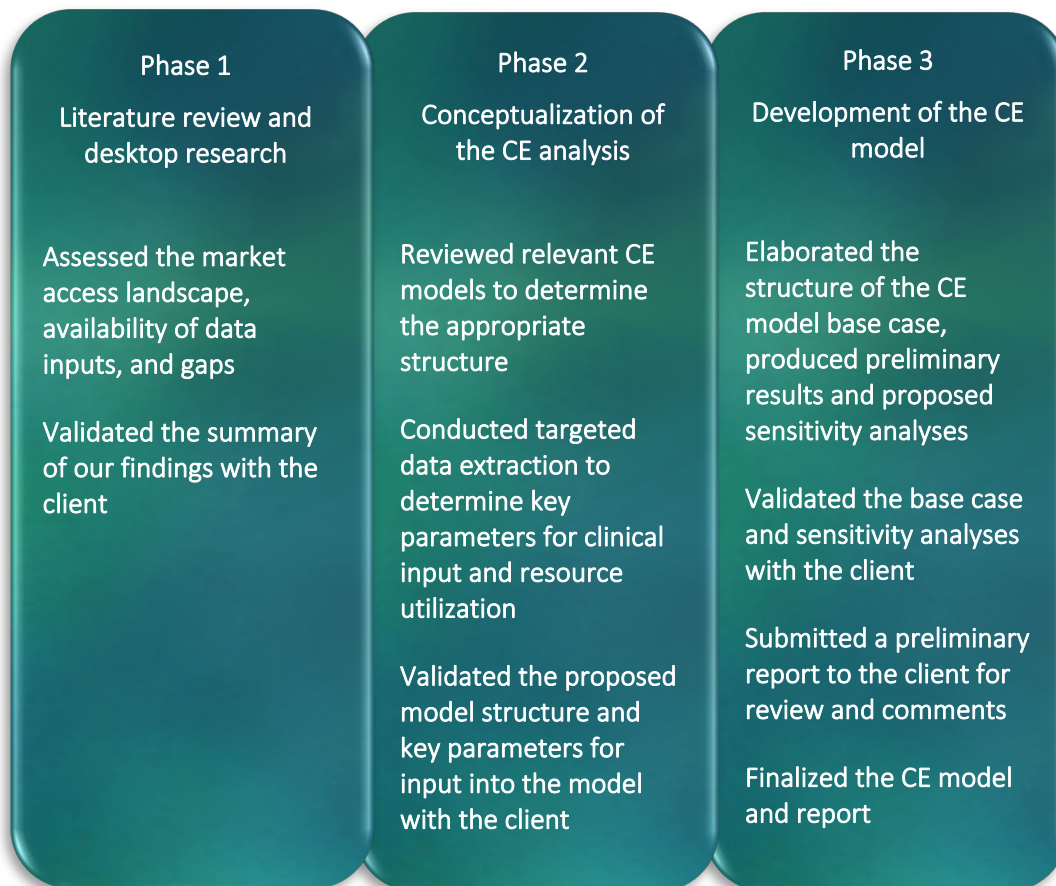 Phase 1
Literature review and
desktop research
Assessed the market
access landscape,
availability of data
inputs, and gaps
Validated the summary
of our findings with the
client
Phase 2
Conceptualization of
the CE analysis
Reviewed relevant CE
models to determine
the appropriate
structure
Conducted targeted
data extraction to
determine key
parameters for clinical
input and resource
utilization
Validated the proposed
model structure and
key parameters for
input into the model
with the client
Phase 3
Development of the CE
model
Elaborated the
structure of the CE
model base case,
produced preliminary
results and proposed
sensitivity analyses
Validated the base case
and sensitivity analyses
with the client
Submitted a preliminary
report to the client for
review and comments
Finalized the CE model
and report